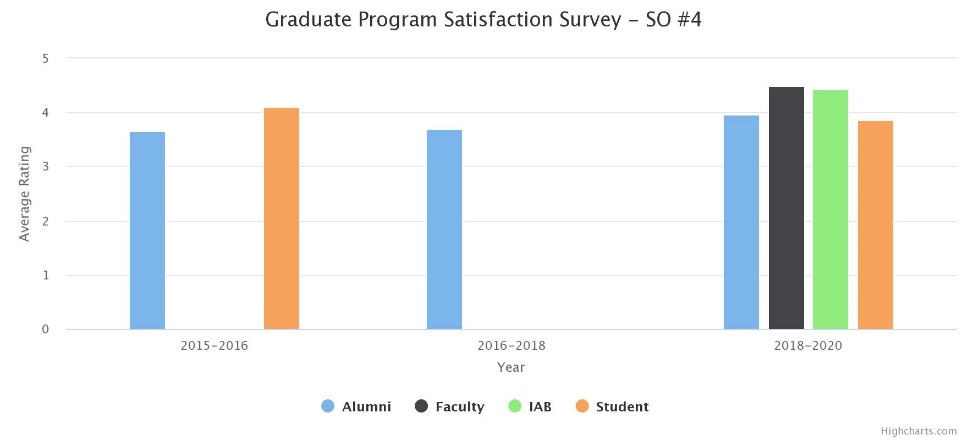 Graduate Program Satisfaction Survey – SO #4
5
4
3
2
1
0
Average Rating
2015-2016
2016-2018
2018-2020
Year
Alumni
Faculty
IAB
Student
Highcharts.com